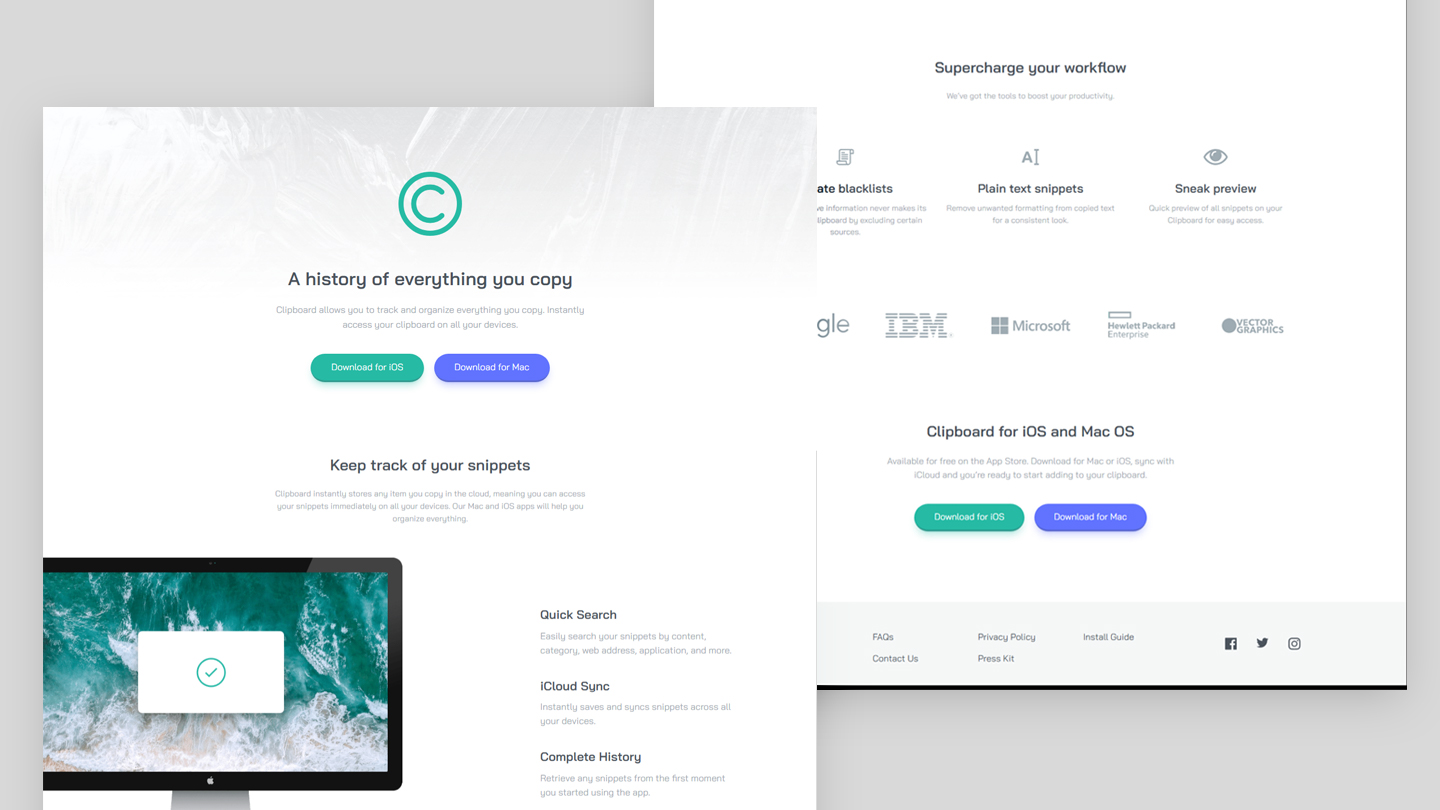 A history of everything you copy
Clipboard allows you to track and organize everything you copy. Instantly
access your clipboard on all your devices.
Download for iOS
Download for Mac
Keep track of your snippets
Clipboard instantly stores any item you copy in the cloud, meaning you can access
your snippets immediately on all your devices. Our Mac and iOS apps will help you
organize everything.
Quick Search
Easily search your snippets by content,
category, web address, application, and more.
iCloud Sync
Instantly saves and syncs snippets across all
your devices.
Complete History
Retrieve any snippets from the first moment
you started using the app.
Supercharge your workflow
We've got the tools to boost your productivity.
ate blacklists
ve information never makes its
lipboard by excluding certain
sources.
Plain text snippets
Remove unwanted formatting from copied text
for a consistent look.
Sneak preview
Quick preview of all snippets on your
Clipboard for easy access.
gle
IBM
Microsoft
Hewlett Packard
Enterprise
VECTOR
GRAPHICS
Clipboard for iOS and Mac OS
Available for free on the App Store. Download for Mac or iOS, sync with
iCloud and you're ready to start adding to your clipboard.
Download for iOS
Download for Mac
FAQs
Contact Us
Privacy Policy
Press Kit
Install Guide